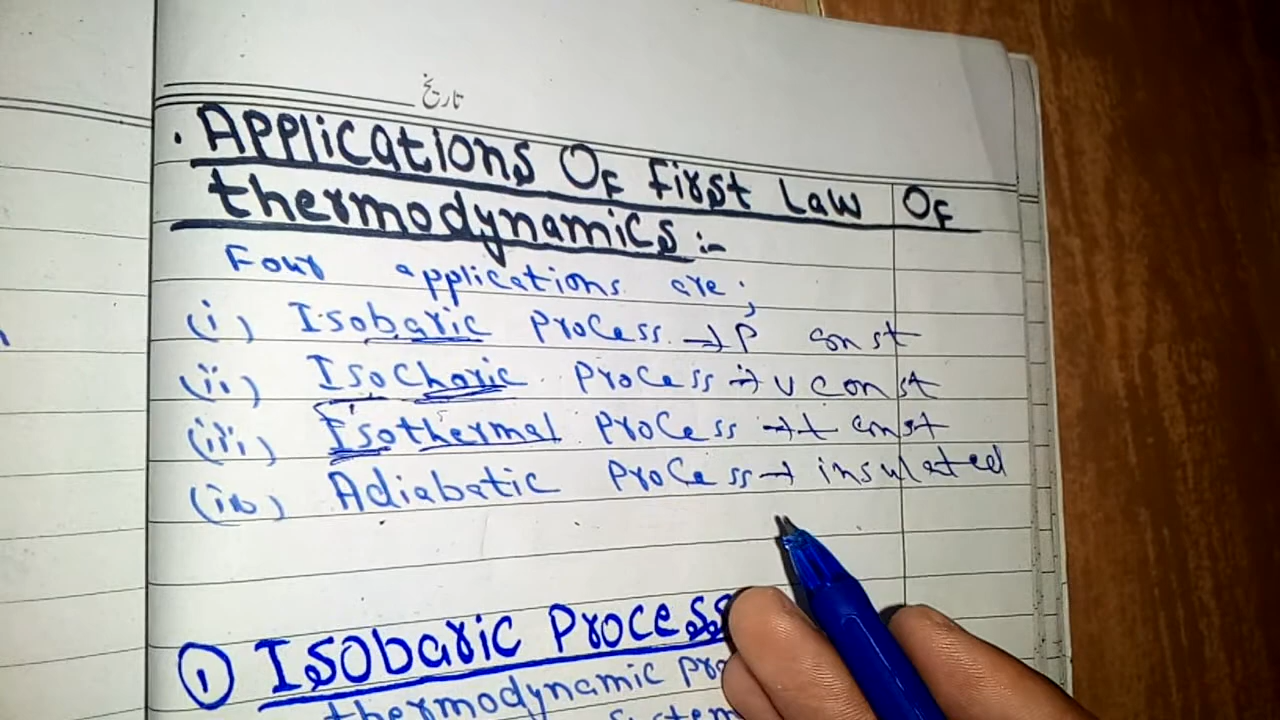 تاریخ
. Applications Of first Law Of
thermodynamics :-
Four applications are ;
(i) Isobaric Process → P const
(ii) Isochoric Process → v const
(iii) Isothermal Process → t const
(iv) Adiabatic Process → insulated
① Isobaric Process
thermodynamic
System